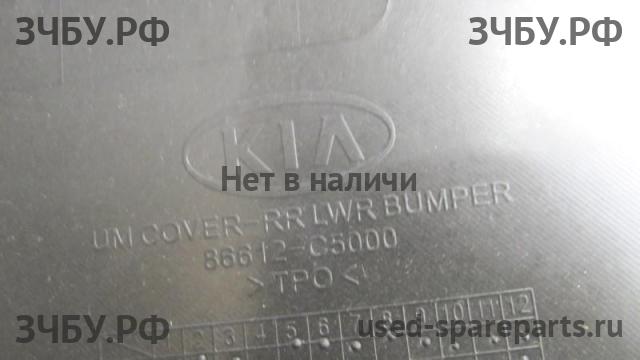 ЗЧБУ.РФ
ЗЧБУ.РФ
KIA
Нет в наличи
UM COVER-RR LWR BUMPER
86612-C5000
>TPO<
2 3 4 5 6 7 8 9 10 11 12
ЗЧБУ.РФ
used-spareparts.ru